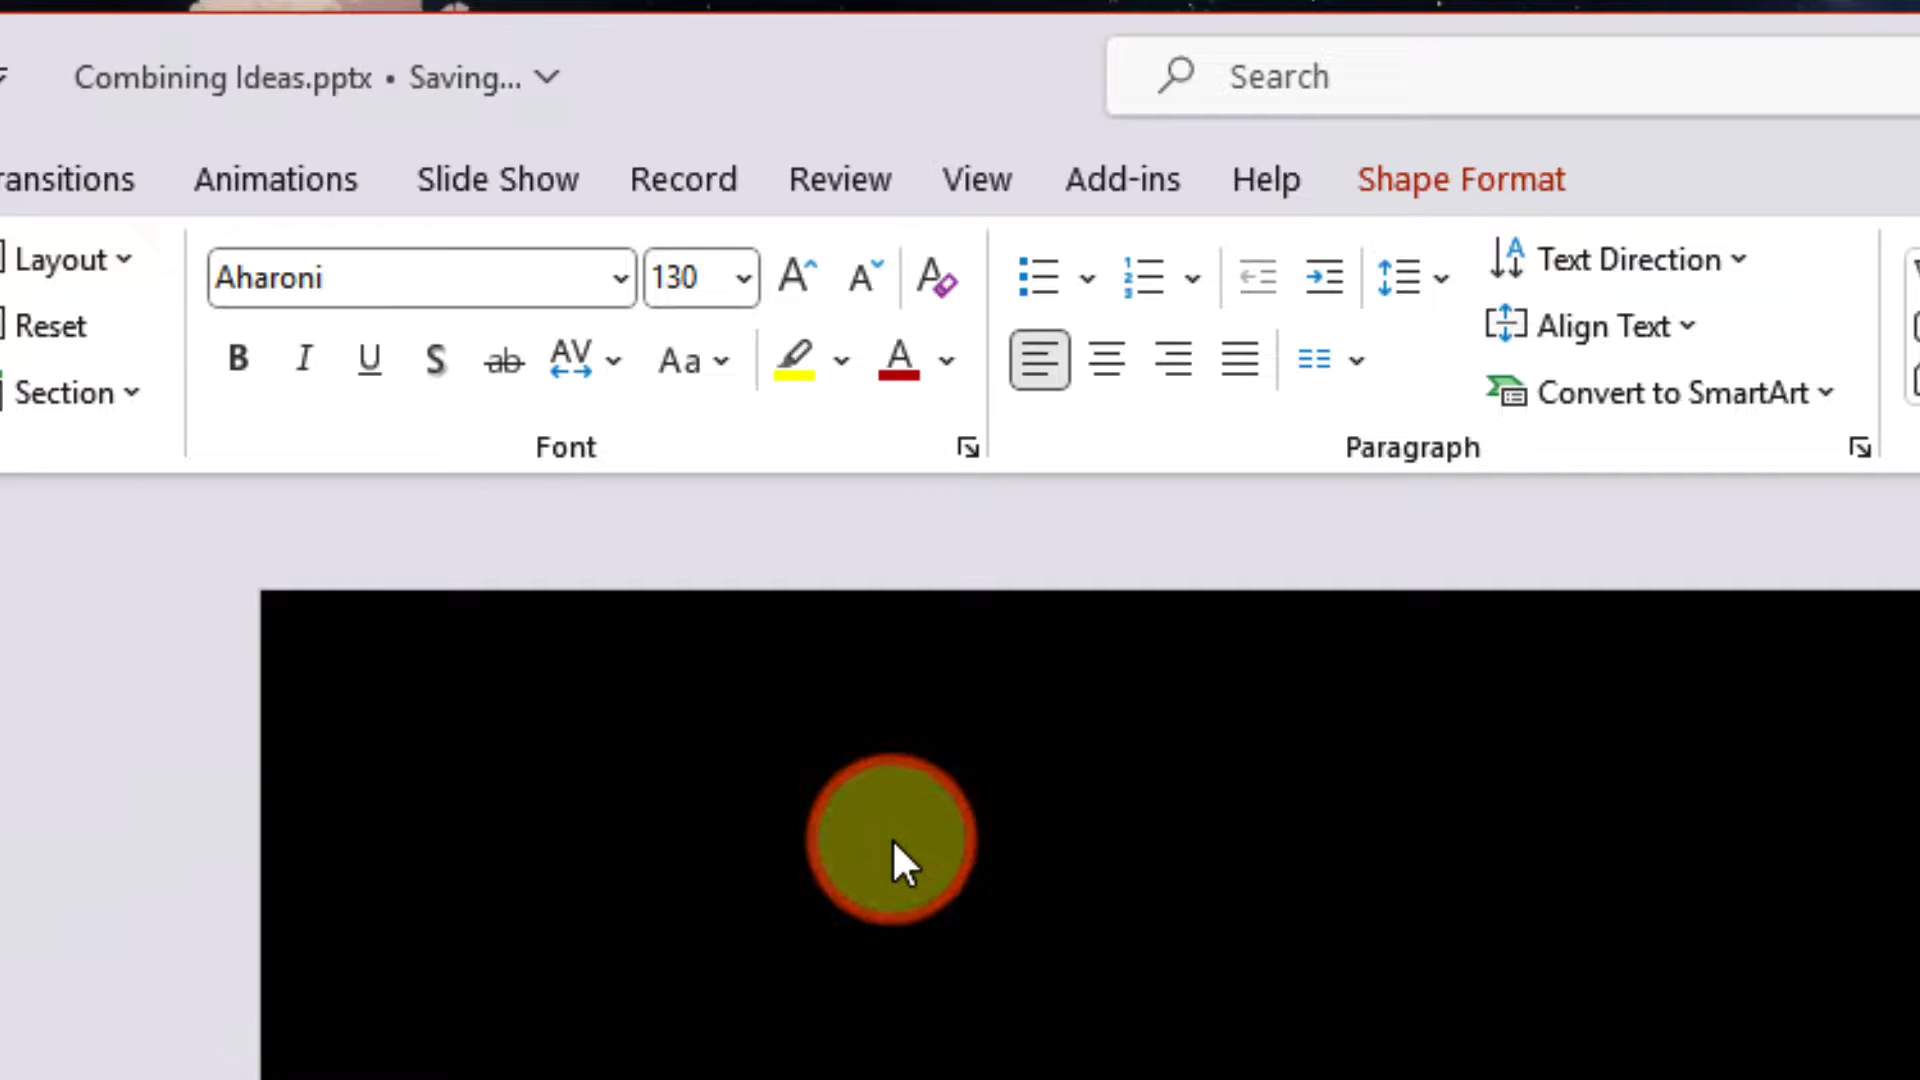 Combining Ideas.pptx • Saving...
Search
ransitions Animations Slide Show Record Review View Add-ins Help Shape Format
Layout
Reset
Section
Aharoni 130
B I U S ab AV Aa A
Font
Text Direction
Align Text
Convert to SmartArt
Paragraph